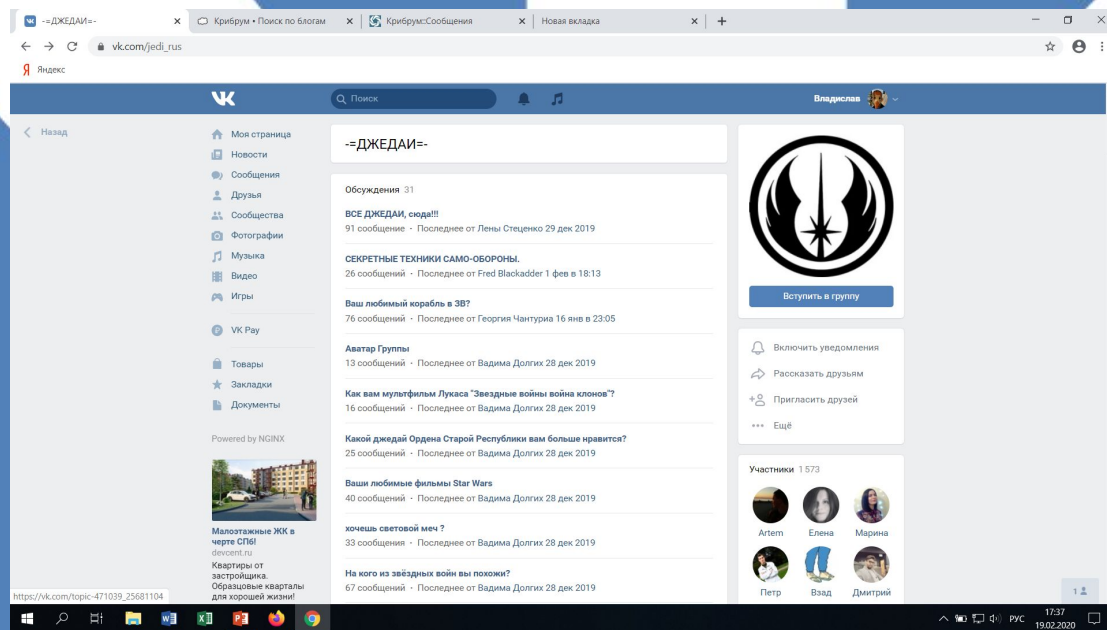 -=ДЖЕДАИ=-
Крибрум • Поиск по блогам
Крибрум::Сообщения
Новая вкладка
vk.com/jedi_rus
Яндекс
Поиск
Владислав
Назад
Моя страница
Новости
Сообщения
Друзья
Сообщества
Фотографии
Музыка
Видео
Игры
VK Pay
Товары
Закладки
Документы
Powered by NGINX
Малоэтажные ЖК в
черте СПб!
devcent.ru
Квартиры от
застройщика.
Образцовые кварталы
для хорошей жизни!
-=ДЖЕДАИ=-
Обсуждения 31
ВСЕ ДЖЕДАИ, сюда!!!
91 сообщение · Последнее от Лены Стеценко 29 дек 2019
СЕКРЕТНЫЕ ТЕХНИКИ САМО-ОБОРОНЫ.
26 сообщений · Последнее от Fred Blackadder 1 фев в 18:13
Ваш любимый корабль в ЗВ?
76 сообщений · Последнее от Георгия Чантуриа 16 янв в 23:05
Аватар Группы
13 сообщений · Последнее от Вадима Долгих 28 дек 2019
Как вам мультфильм Лукаса "Звездные войны война клонов"?
16 сообщений · Последнее от Вадима Долгих 28 дек 2019
Какой джедай Ордена Старой Республики вам больше нравится?
25 сообщений · Последнее от Вадима Долгих 28 дек 2019
Ваши любимые фильмы Star Wars
40 сообщений · Последнее от Вадима Долгих 28 дек 2019
хочешь световой меч ?
33 сообщения · Последнее от Вадима Долгих 28 дек 2019
На кого из звёздных войн вы похожи?
67 сообщений · Последнее от Вадима Долгих 28 дек 2019
Вступить в группу
Включить уведомления
Рассказать друзьям
Пригласить друзей
Ещё
Участники 1 573
Artem Елена Марина
Петр Взад Дмитрий
1
https://vk.com/topic-471039_25681104
РУС
17:37
19.02.2020